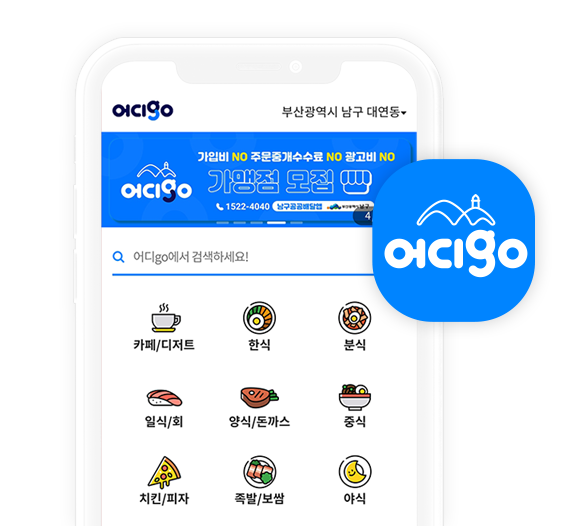 어디go
부산광역시 남구 대연동
가입비 NO 주문중개수수료 NO 광고비 NO
어디go
가맹점 모집
1522-4040 남구공공배달앱
4
어디go
어디go에서 검색하세요!
카페/디저트 한식 분식
일식/회 양식/돈까스 중식
치킨/피자 족발/보쌈 야식